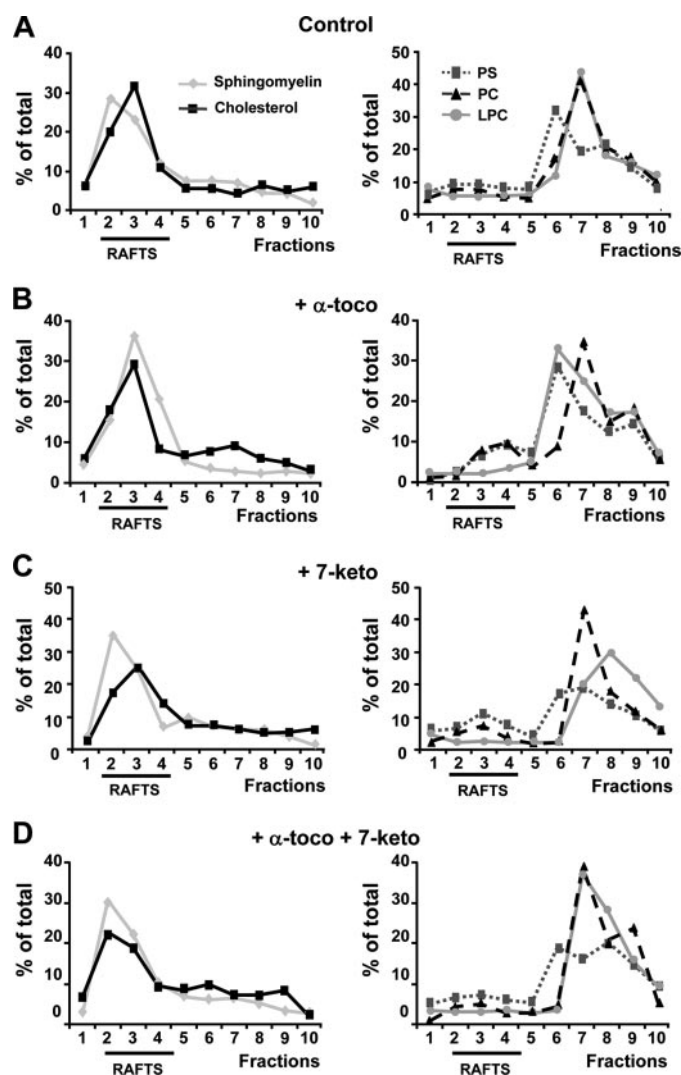 A
Control
% of total
40
30
20
10
0
Sphingomyelin
Cholesterol
1 2 3 4 5 6 7 8 9 10
RAFTS
Fractions
% of total
50
40
30
20
10
0
PS
PC
LPC
1 2 3 4 5 6 7 8 9 10
RAFTS
Fractions
B
+ α-toco
% of total
40
30
20
10
0
1 2 3 4 5 6 7 8 9 10
RAFTS
Fractions
% of total
40
30
20
10
0
1 2 3 4 5 6 7 8 9 10
RAFTS
Fractions
C
+ 7-keto
% of total
50
40
30
20
10
0
1 2 3 4 5 6 7 8 9 10
RAFTS
Fractions
% of total
50
40
30
20
10
0
1 2 3 4 5 6 7 8 9 10
RAFTS
Fractions
D
+ α-toco + 7-keto
% of total
40
30
20
10
0
1 2 3 4 5 6 7 8 9 10
RAFTS
Fractions
% of total
40
30
20
10
0
1 2 3 4 5 6 7 8 9 10
RAFTS
Fractions